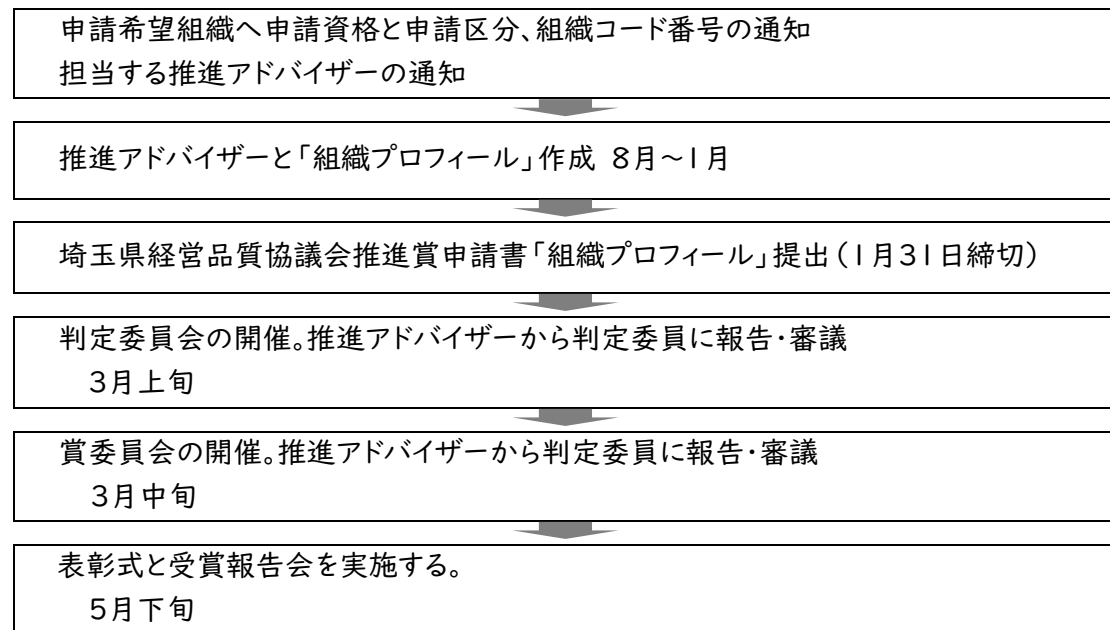 申請希望組織へ申請資格と申請区分、組織コード番号の通知
担当する推進アドバイザーの通知
推進アドバイザーと「組織プロフィール」作成 8月～1月
埼玉県経営品質協議会推進賞申請書「組織プロフィール」提出（1月31日締切）
判定委員会の開催。推進アドバイザーから判定委員に報告・審議
3月上旬
賞委員会の開催。推進アドバイザーから判定委員に報告・審議
3月中旬
表彰式と受賞報告会を実施する。
5月下旬